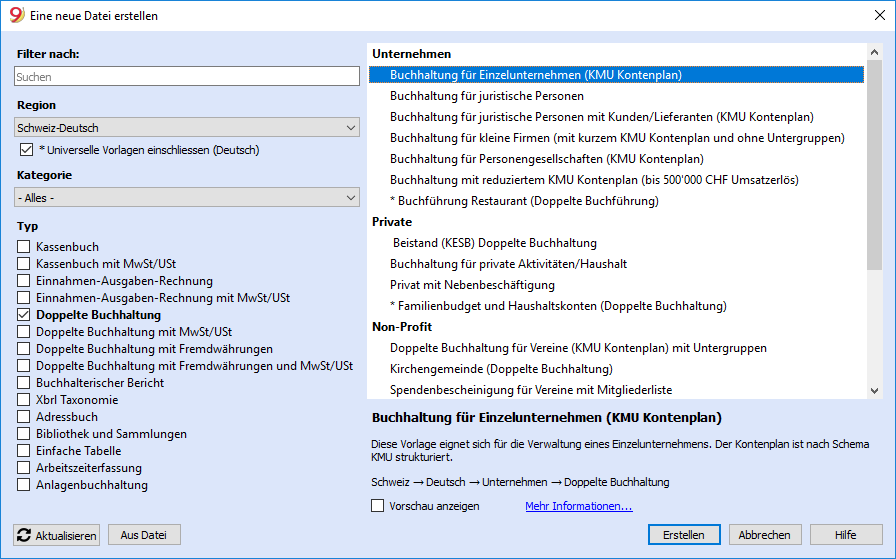 Eine neue Datei erstellen
Filter nach:
Suchen
Region
Schweiz-Deutsch
* Universelle Vorlagen einschliessen (Deutsch)
Kategorie
- Alles -
Typ
Kassenbuch
Kassenbuch mit MwSt/USt
Einnahmen-Ausgaben-Rechnung
Einnahmen-Ausgaben-Rechnung mit MwSt/USt
Doppelte Buchhaltung
Doppelte Buchhaltung mit MwSt/USt
Doppelte Buchhaltung mit Fremdwährungen
Doppelte Buchhaltung mit Fremdwährungen und MwSt/USt
Buchhalterischer Bericht
Xbrl Taxonomie
Adressbuch
Bibliothek und Sammlungen
Einfache Tabelle
Arbeitszeiterfassung
Anlagenbuchhaltung
Unternehmen
Buchhaltung für Einzelunternehmen (KMU Kontenplan)
Buchhaltung für juristische Personen
Buchhaltung für juristische Personen mit Kunden/Lieferanten (KMU Kontenplan)
Buchhaltung für kleine Firmen (mit kurzem KMU Kontenplan und ohne Untergruppen)
Buchhaltung für Personengesellschaften (KMU Kontenplan)
Buchhaltung mit reduziertem KMU Kontenplan (bis 500'000 CHF Umsatzerlös)
* Buchführung Restaurant (Doppelte Buchführung)
Private
Beistand (KESB) Doppelte Buchhaltung
Buchhaltung für private Aktivitäten/Haushalt
Privat mit Nebenbeschäftigung
* Familienbudget und Haushaltskonten (Doppelte Buchhaltung)
Non-Profit
Doppelte Buchhaltung für Vereine (KMU Kontenplan) mit Untergruppen
Kirchengemeinde (Doppelte Buchhaltung)
Spendenbescheinigung für Vereine mit Mitgliederliste
Buchhaltung für Einzelunternehmen (KMU Kontenplan)
Diese Vorlage eignet sich für die Verwaltung eines Einzelunternehmens. Der Kontenplan ist nach Schema
KMU strukturiert.
Schweiz → Deutsch → Unternehmen → Doppelte Buchhaltung
Vorschau anzeigen Mehr Informationen...
Aktualisieren Aus Datei Erstellen Abbrechen Hilfe